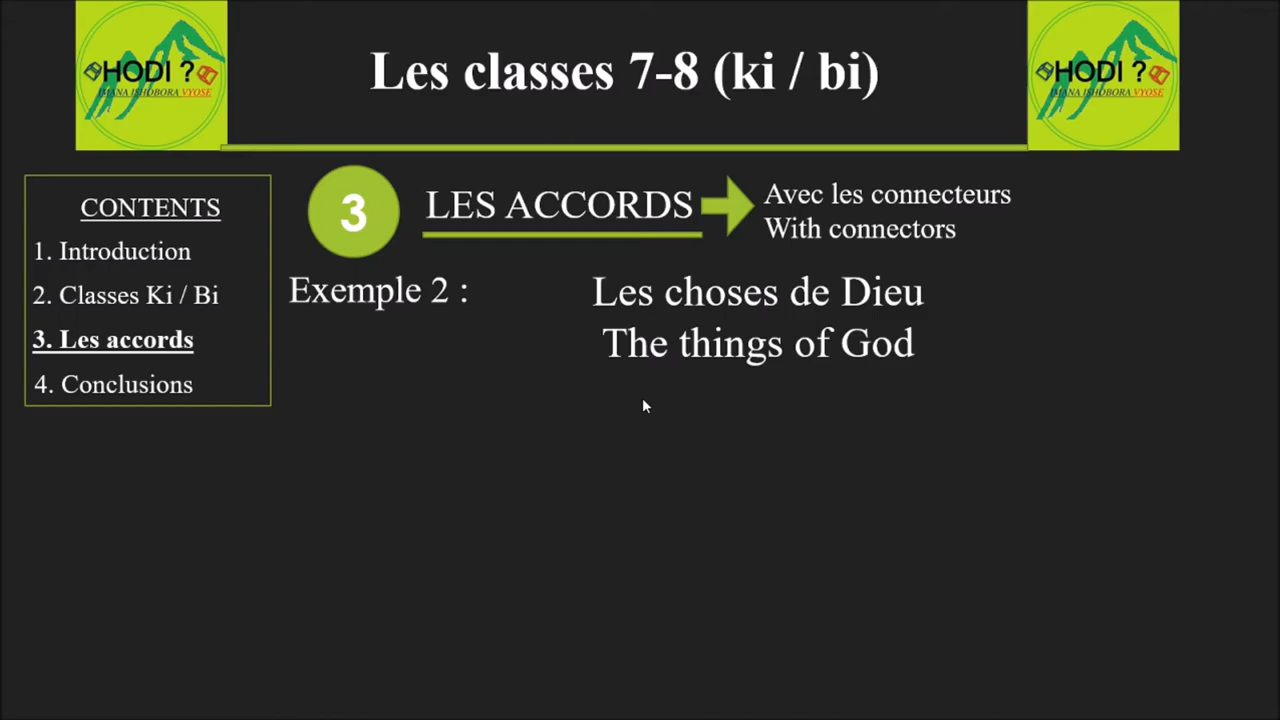 HODI ?
IMANA ISHOBORA VYOSE
Les classes 7-8 (ki / bi)
HODI ?
IMANA ISHOBORA VYOSE
CONTENTS
1. Introduction
2. Classes Ki / Bi
3. Les accords
4. Conclusions
3
LES ACCORDS
Avec les connecteurs
With connectors
Exemple 2 :
Les choses de Dieu
The things of God